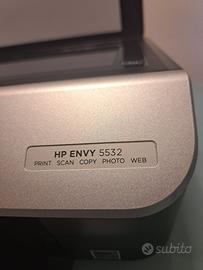 HP ENVY 5532
PRINT SCAN COPY PHOTO WEB
subito